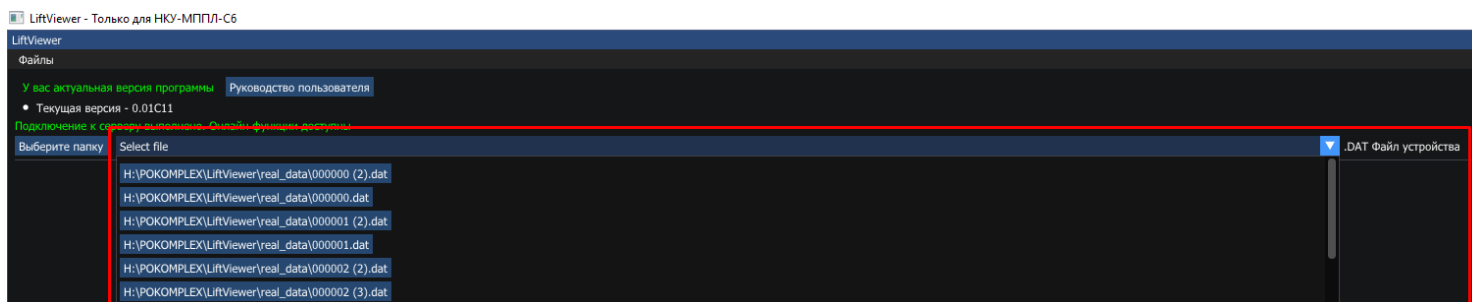 LiftViewer - Только для НКУ-МППЛ-С6
LiftViewer
Файлы
У вас актуальная версия программы Руководство пользователя
Текущая версия - 0.01C11
Подключение к серверу выполнено. Онлайн функции доступны
Выберите папку Select file .DAT Файл устройства
H:\POKOMPLEX\LiftViewer\real_data\000000 (2).dat
H:\POKOMPLEX\LiftViewer\real_data\000000.dat
H:\POKOMPLEX\LiftViewer\real_data\000001 (2).dat
H:\POKOMPLEX\LiftViewer\real_data\000001.dat
H:\POKOMPLEX\LiftViewer\real_data\000002 (2).dat
H:\POKOMPLEX\LiftViewer\real_data\000002 (3).dat